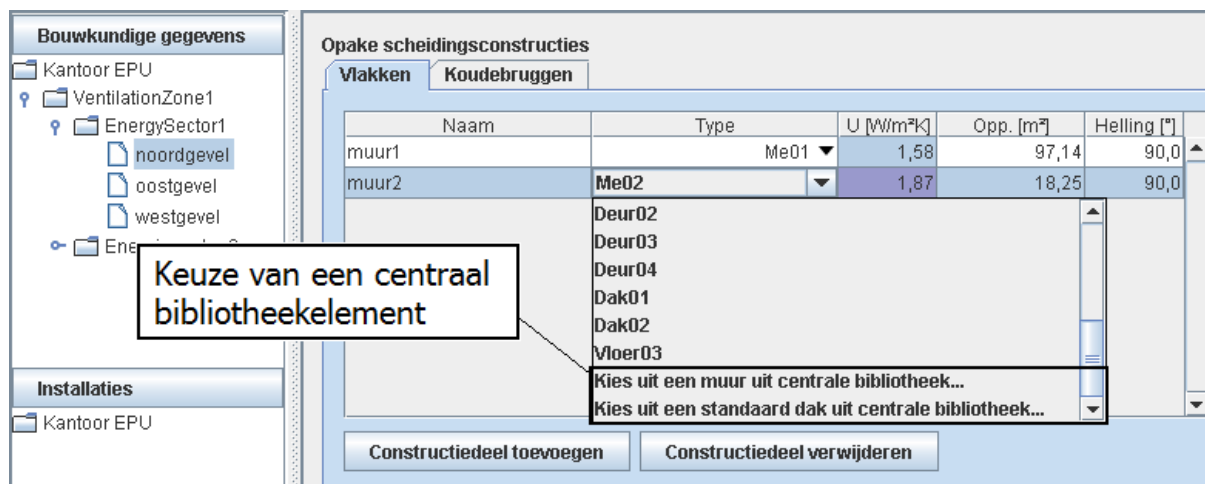 Bouwkundige gegevens
Kantoor EPU
VentilationZone1
EnergySector1
noordgevel
oostgevel
westgevel
Keuze van een centraal
bibliotheekelement
Installaties
Kantoor EPU
Opake scheidingsconstructies
Vlakken Koudebruggen
Naam Type U [W/m²K] Opp. [m²] Helling [°]
muur1 Me01 1,58 97,14 90,0
muur2 Me02 1,87 18,25 90,0
Deur02
Deur03
Deur04
Dak01
Dak02
Vloer03
Kies uit een muur uit centrale bibliotheek...
Kies uit een standaard dak uit centrale bibliotheek...
Constructiedeel toevoegen Constructiedeel verwijderen